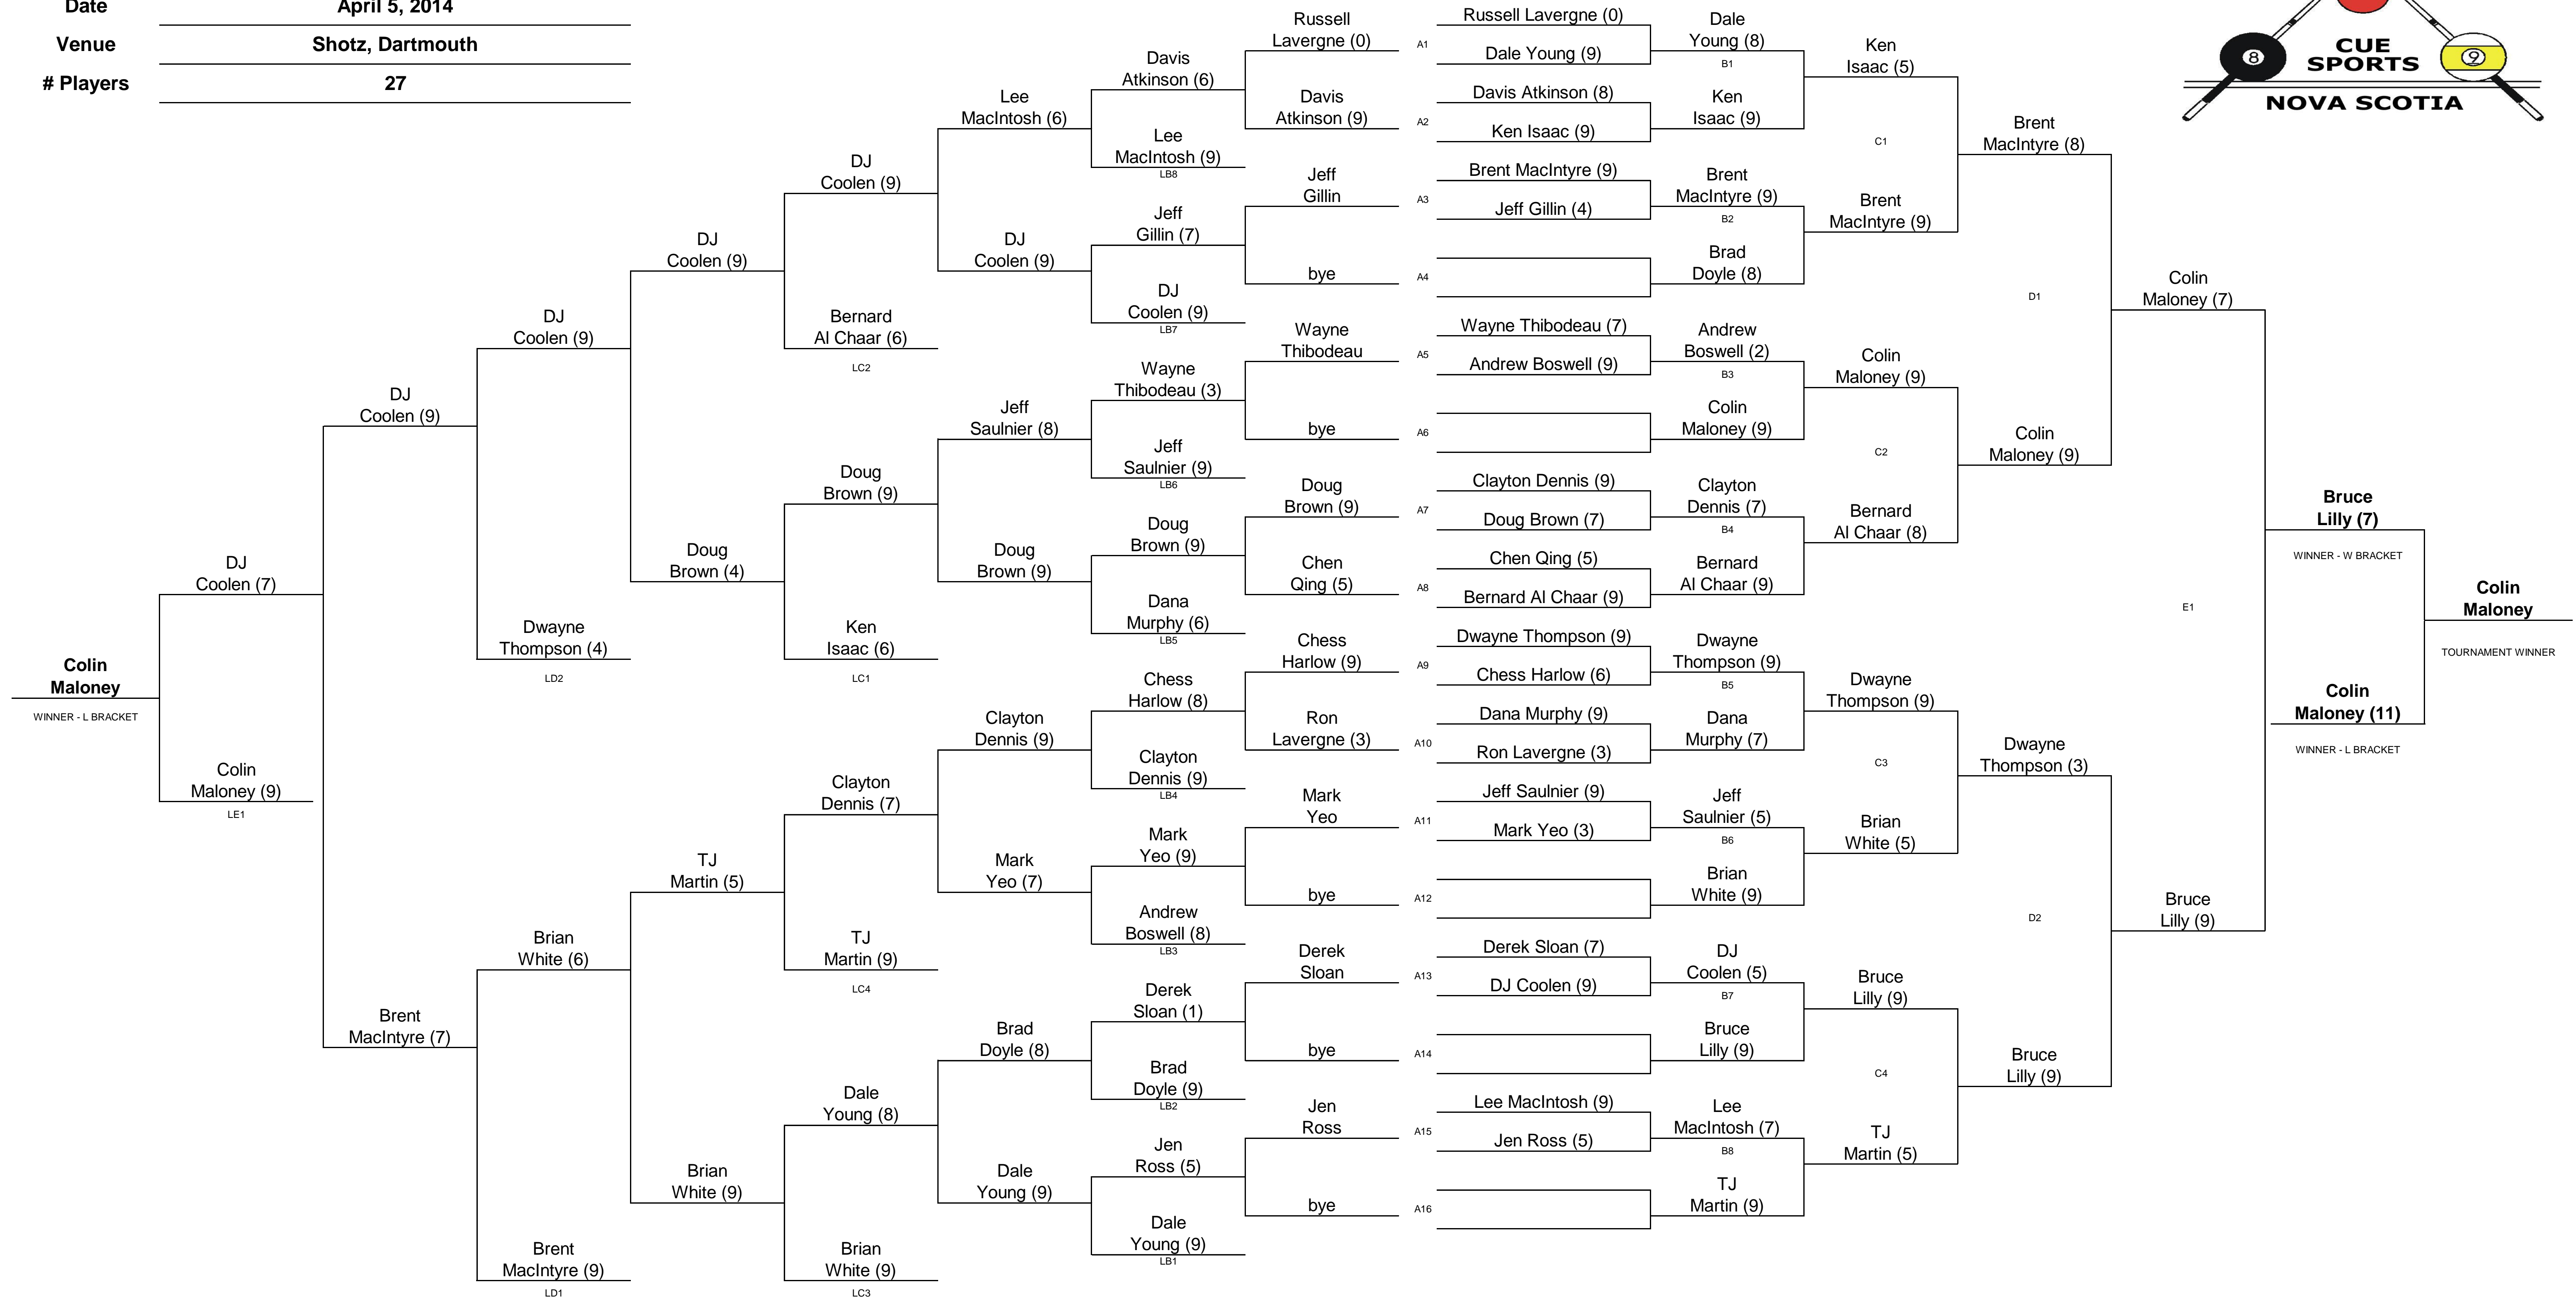 Date April 5, 2014
Venue Shotz, Dartmouth
# Players 27
8
CUE
SPORTS
9
NOVA SCOTIA
Colin
Maloney
WINNER - L BRACKET
DJ
Coolen (7)
Colin
Maloney (9)
LE1
DJ
Coolen (9)
Brent
MacIntyre (7)
DJ
Coolen (9)
Dwayne
Thompson (4)
LD2
Brian
White (6)
Brent
MacIntyre (9)
LD1
DJ
Coolen (9)
Doug
Brown (4)
TJ
Martin (5)
Brian
White (9)
DJ
Coolen (9)
Bernard
Al Chaar (6)
LC2
Doug
Brown (9)
Ken
Isaac (6)
LC1
Clayton
Dennis (7)
TJ
Martin (9)
LC4
Dale
Young (8)
Brian
White (9)
LC3
Lee
MacIntosh (6)
DJ
Coolen (9)
Jeff
Saulnier (8)
Doug
Brown (9)
Clayton
Dennis (9)
Mark
Yeo (7)
Brad
Doyle (8)
Dale
Young (9)
Davis
Atkinson (6)
Lee
MacIntosh (9)
LB8
Jeff
Gillin (7)
DJ
Coolen (9)
LB7
Wayne
Thibodeau (3)
Jeff
Saulnier (9)
LB6
Doug
Brown (9)
Dana
Murphy (6)
LB5
Chess
Harlow (8)
Clayton
Dennis (9)
LB4
Mark
Yeo (9)
Andrew
Boswell (8)
LB3
Derek
Sloan (1)
Brad
Doyle (9)
LB2
Jen
Ross (5)
Dale
Young (9)
LB1
Russell
Lavergne (0)
Davis
Atkinson (9)
Jeff
Gillin
bye
Wayne
Thibodeau
bye
Doug
Brown (9)
Chen
Qing (5)
Chess
Harlow (9)
Ron
Lavergne (3)
Mark
Yeo
bye
Derek
Sloan
bye
Jen
Ross
bye
A1
A2
A3
A4
A5
A6
A7
A8
A9
A10
A11
A12
A13
A14
A15
A16
Russell Lavergne (0)
Dale Young (9)
Davis Atkinson (8)
Ken Isaac (9)
Brent MacIntyre (9)
Jeff Gillin (4)
Wayne Thibodeau (7)
Andrew Boswell (9)
Clayton Dennis (9)
Doug Brown (7)
Chen Qing (5)
Bernard Al Chaar (9)
Dwayne Thompson (9)
Chess Harlow (6)
Dana Murphy (9)
Ron Lavergne (3)
Jeff Saulnier (9)
Mark Yeo (3)
Derek Sloan (7)
DJ Coolen (9)
Lee MacIntosh (9)
Jen Ross (5)
Dale
Young (8)
B1
Ken
Isaac (9)
Brent
MacIntyre (9)
B2
Brad
Doyle (8)
Andrew
Boswell (2)
B3
Colin
Maloney (9)
Clayton
Dennis (7)
B4
Bernard
Al Chaar (9)
Dwayne
Thompson (9)
B5
Dana
Murphy (7)
Jeff
Saulnier (5)
B6
Brian
White (9)
DJ
Coolen (5)
B7
Bruce
Lilly (9)
Lee
MacIntosh (7)
B8
TJ
Martin (9)
Ken
Isaac (5)
C1
Brent
MacIntyre (9)
Colin
Maloney (9)
C2
Bernard
Al Chaar (8)
Dwayne
Thompson (9)
C3
Brian
White (5)
Bruce
Lilly (9)
C4
TJ
Martin (5)
Brent
MacIntyre (8)
D1
Colin
Maloney (9)
Dwayne
Thompson (3)
D2
Bruce
Lilly (9)
Colin
Maloney (7)
E1
Bruce
Lilly (9)
Bruce
Lilly (7)
WINNER - W BRACKET
Colin
Maloney (11)
WINNER - L BRACKET
Colin
Maloney
TOURNAMENT WINNER